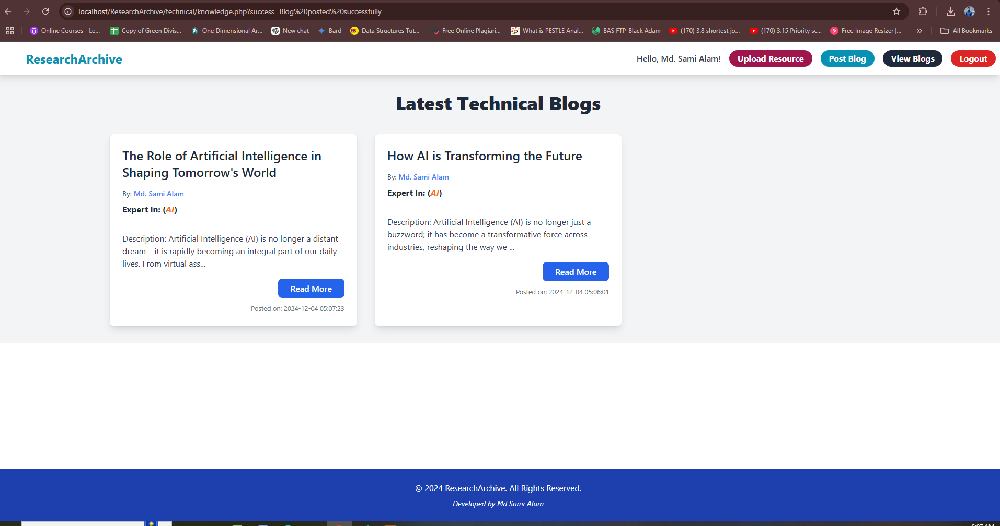 localhost/ResearchArchive/technical/knowledge.php?success=Blog%20posted%20successfully
Online Courses - Le...
Copy of Green Divis...
One Dimensional Ar...
New chat
Bard
Data Structures Tut...
Free Online Plagiari...
What is PESTLE Anal...
BAS FTP-Black Adam
(170) 3.8 shortest jo...
(170) 3.15 Priority sc...
Free Image Resizer |...
All Bookmarks
ResearchArchive
Hello, Md. Sami Alam!
Upload Resource
Post Blog
View Blogs
Logout
Latest Technical Blogs
The Role of Artificial Intelligence in
Shaping Tomorrow's World
By: Md. Sami Alam
Expert In: (AI)
Description: Artificial Intelligence (AI) is no longer a distant
dream—it is rapidly becoming an integral part of our daily
lives. From virtual ass...
Read More
Posted on: 2024-12-04 05:07:23
How AI is Transforming the Future
By: Md. Sami Alam
Expert In: (AI)
Description: Artificial Intelligence (AI) is no longer just a
buzzword; it has become a transformative force across
industries, reshaping the way we ...
Read More
Posted on: 2024-12-04 05:06:01
© 2024 ResearchArchive. All Rights Reserved.
Developed by Md Sami Alam